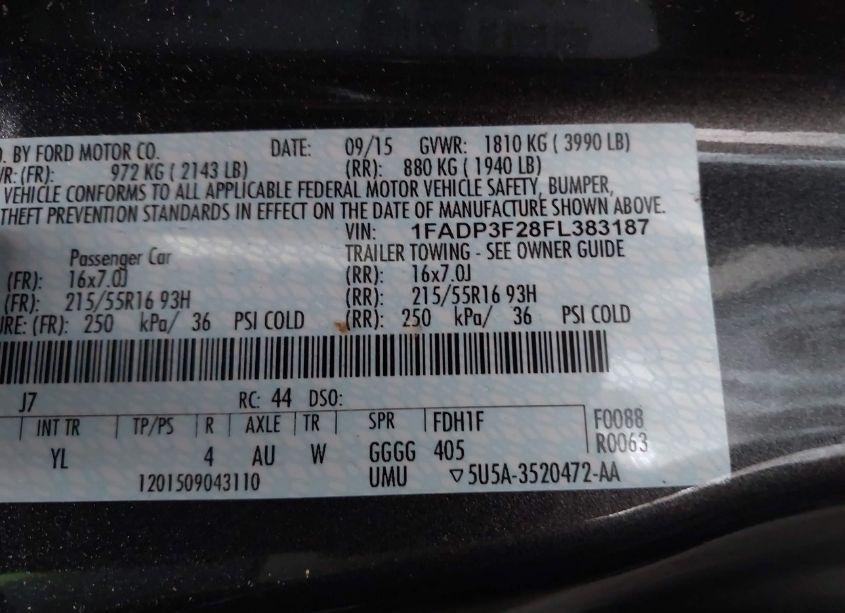 BY FORD MOTOR CO. DATE: 09/15 GVWR: 1810 KG ( 3990 LB)
(FR): 972 KG ( 2143 LB) (RR): 880 KG ( 1940 LB)
VEHICLE CONFORMS TO ALL APPLICABLE FEDERAL MOTOR VEHICLE SAFETY, BUMPER,
THEFT PREVENTION STANDARDS IN EFFECT ON THE DATE OF MANUFACTURE SHOWN ABOVE.
VIN: 1FADP3F28FL383187
Passenger Car TRAILER TOWING - SEE OWNER GUIDE
(FR): 16x7.0J (RR): 16x7.0J
(FR): 215/55R16 93H (RR): 215/55R16 93H
URE: (FR): 250 kPa/ 36 PSI COLD (RR): 250 kPa/ 36 PSI COLD
J7 RC: 44 DSO:
INT TR TP/PS R AXLE TR SPR FDH1F F0088
YL 4 AU W GGGG 405 R0063
1201509043110 UMU ▽5U5A-3520472-AA